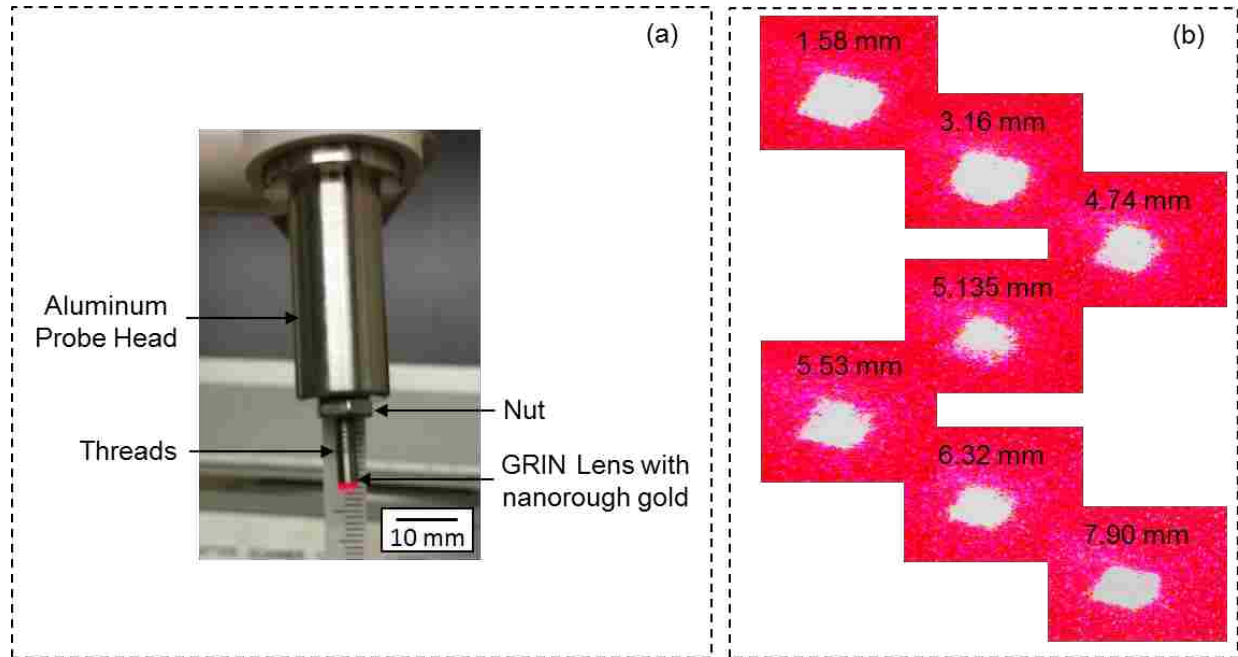 (a)
Aluminum
Probe Head
Threads
Nut
GRIN Lens with
nanorough gold
10 mm
(b)
1.58 mm
3.16 mm
4.74 mm
5.135 mm
5.53 mm
6.32 mm
7.90 mm